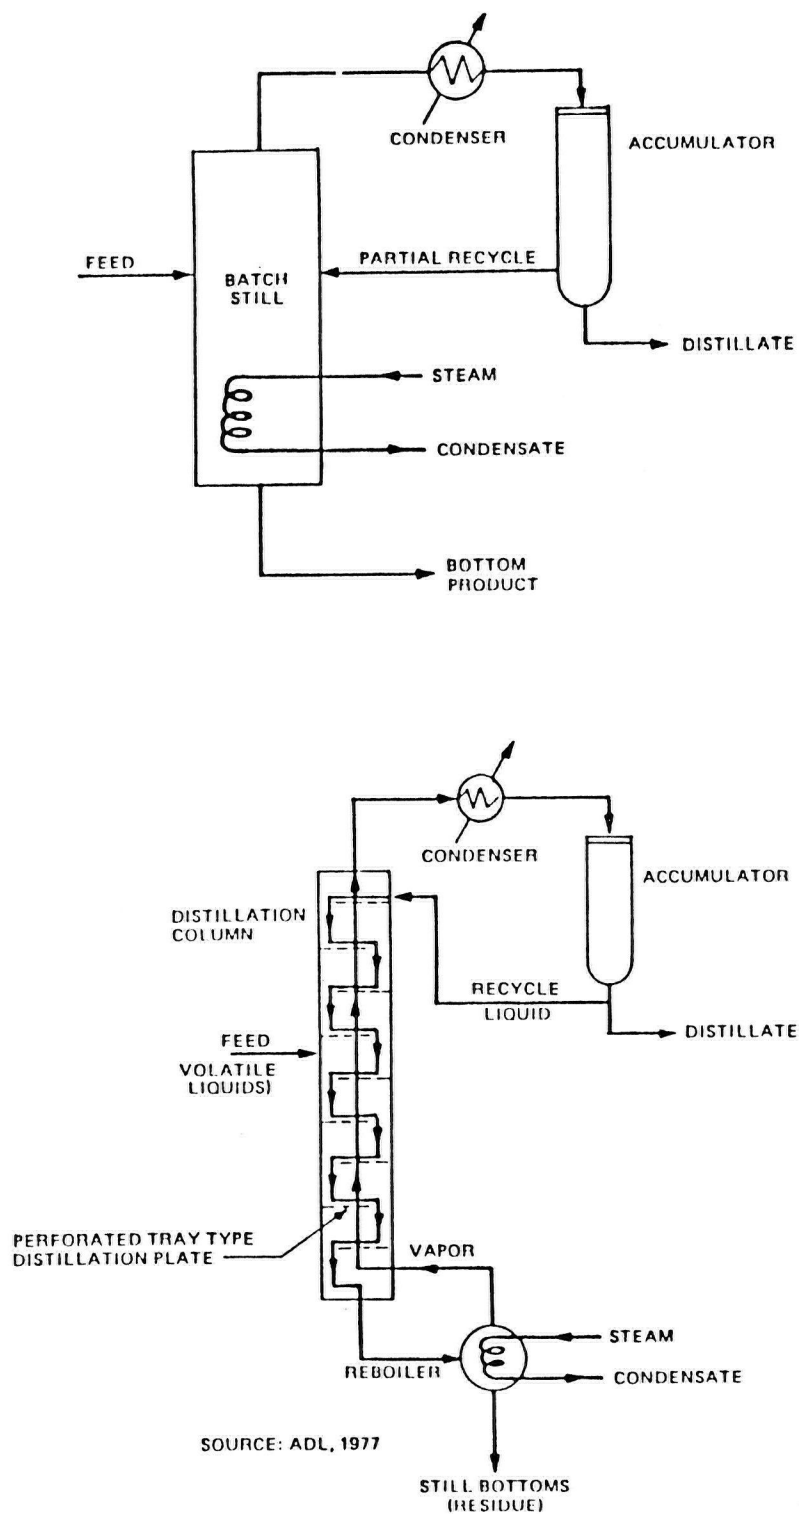 CONDENSER
ACCUMULATOR
FEED
PARTIAL RECYCLE
BATCH
STILL
DISTILLATE
STEAM
CONDENSATE
BOTTOM
PRODUCT
CONDENSER
ACCUMULATOR
DISTILLATION
COLUMN
RECYCLE
LIQUID
DISTILLATE
FEED
VOLATILE
LIQUIDS)
PERFORATED TRAY TYPE
DISTILLATION PLATE
VAPOR
STEAM
REBOILER
CONDENSATE
SOURCE: ADL, 1977
STILL BOTTOMS
(RESIDUE)